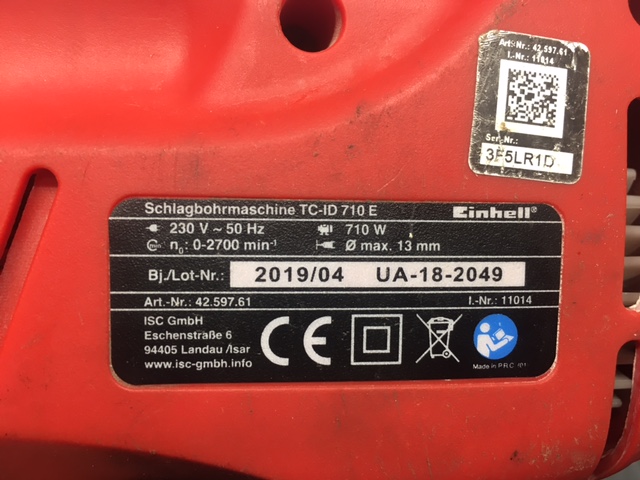 Art.-Nr.: 42.597.61
I.-Nr.: 11014
Ser.Nr.:
3F5LR1D
Schlagbohrmaschine TC-ID 710 E
Einhell®
230 V ~ 50 Hz
710 W
n₀: 0-2700 min⁻¹
Ø max. 13 mm
Bj./Lot-Nr.: 2019/04 UA-18-2049
Art.-Nr.: 42.597.61
I.-Nr.: 11014
ISC GmbH
Eschenstraße 6
94405 Landau /Isar
www.isc-gmbh.info
CE
Made in P.R.C.